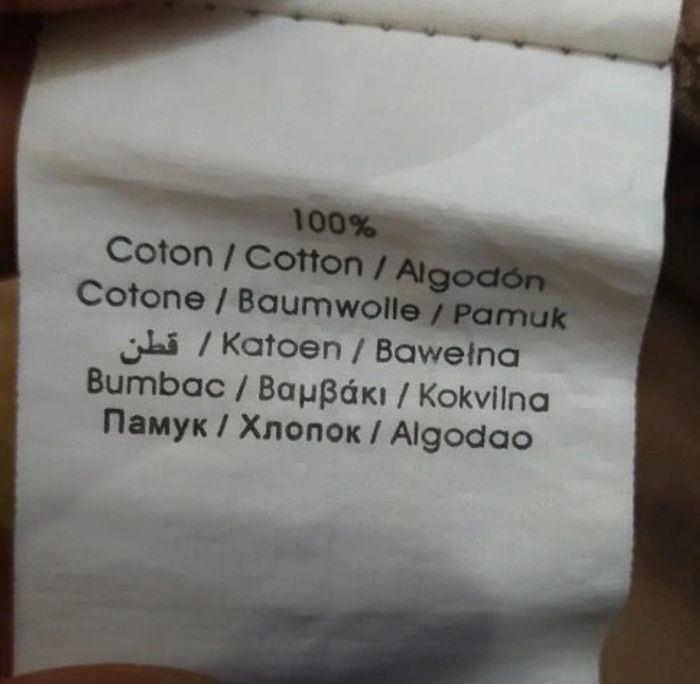 100%
Coton / Cotton / Algodón
Cotone / Baumwolle / Pamuk
قطن / Katoen / Bawełna
Bumbac / Βαμβάκι / Kokvilna
Памук / Хлопок / Algodao